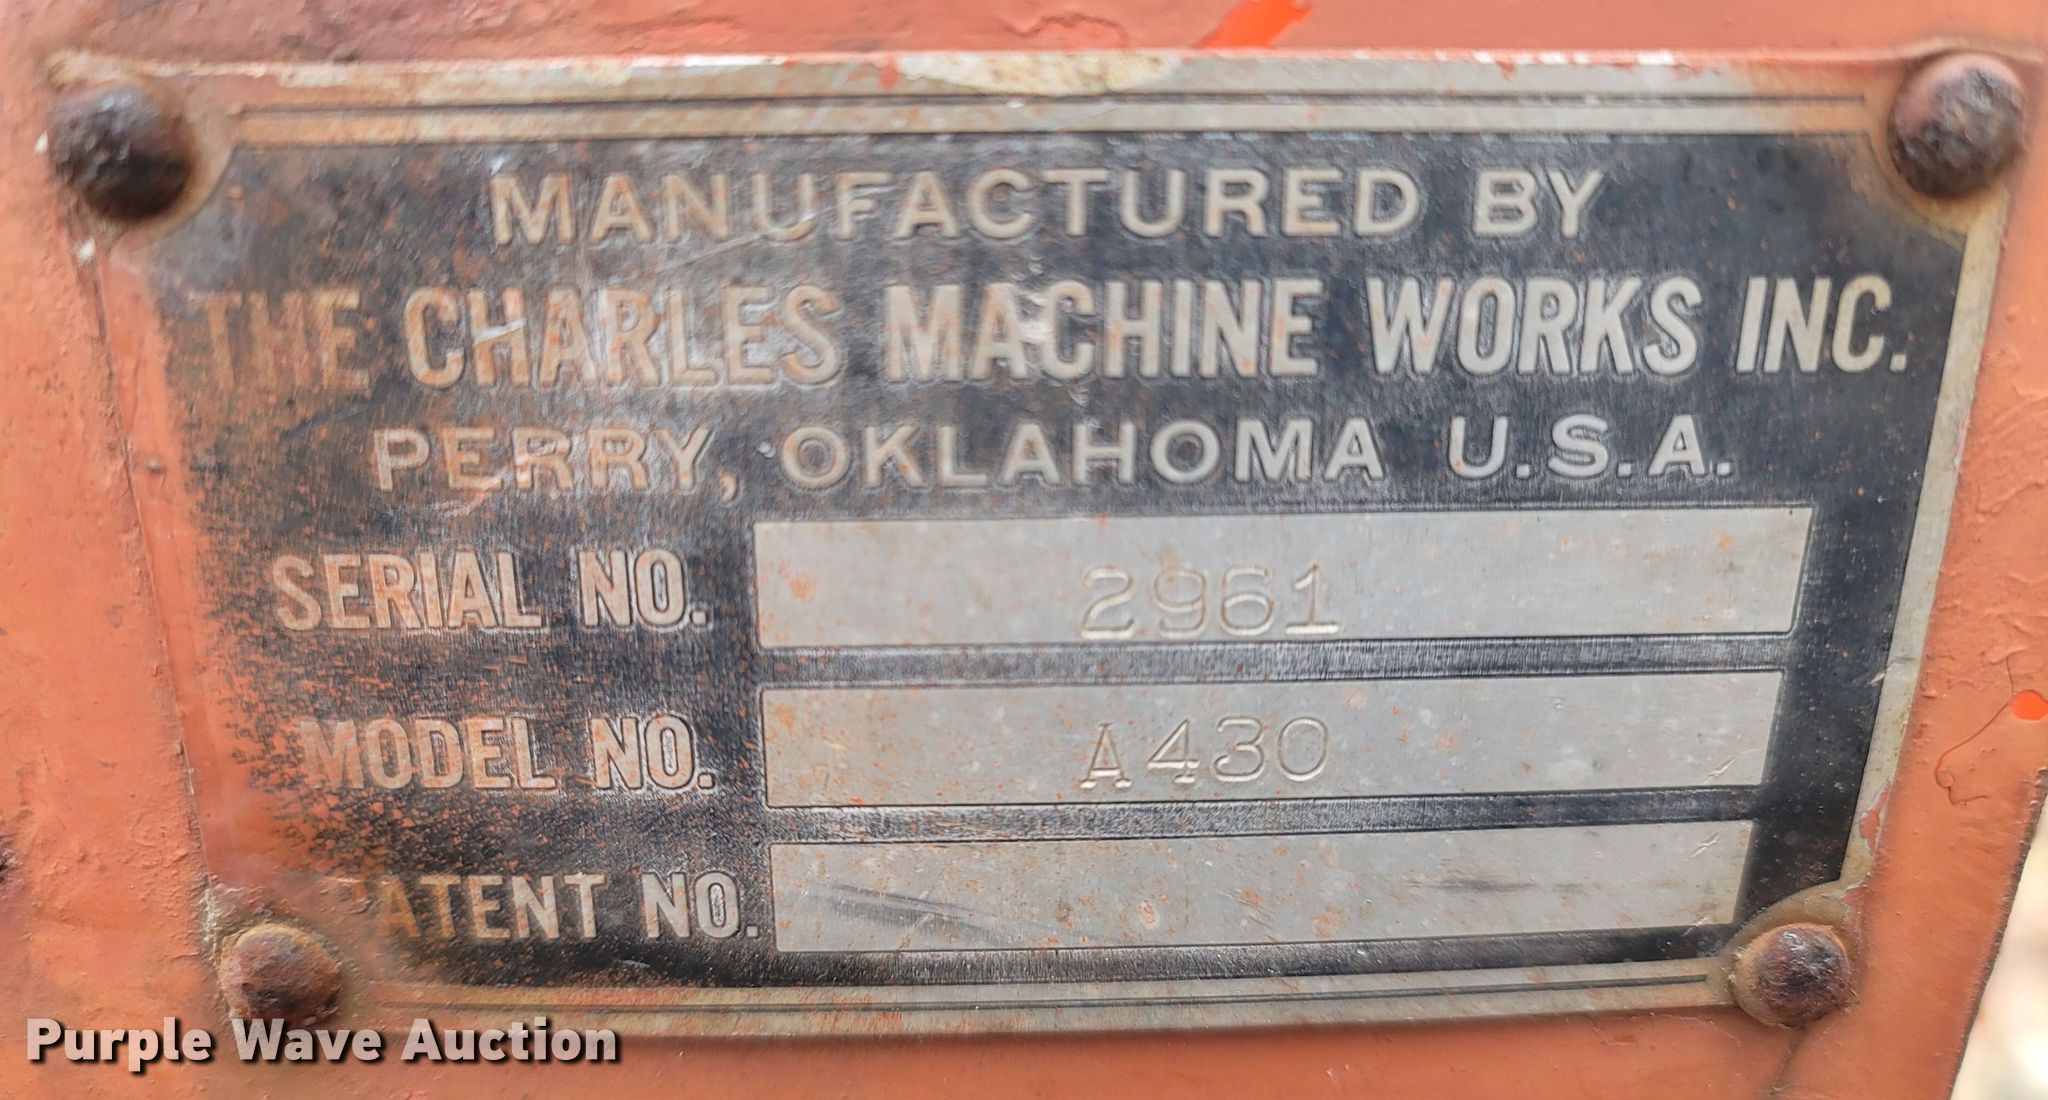 MANUFACTURED BY
THE CHARLES MACHINE WORKS INC.
PERRY, OKLAHOMA U.S.A.
SERIAL NO. 2961
MODEL NO. A430
PATENT NO.
Purple Wave Auction